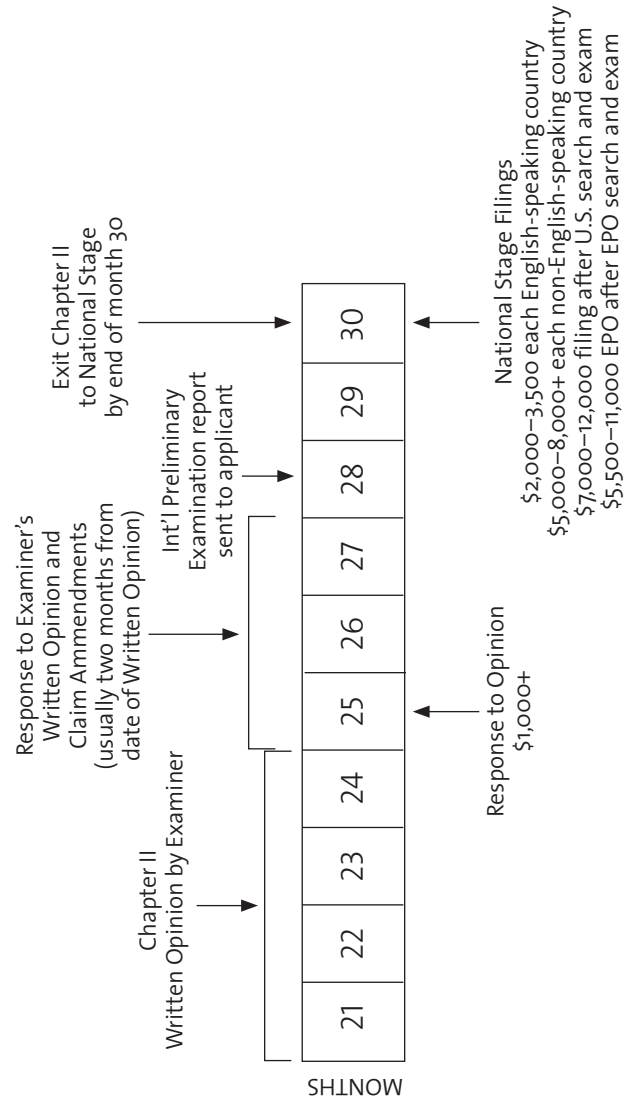 Chapter II
Written Opinion by Examiner
Response to Examiner's
Written Opinion and
Claim Ammendments
(usually two months from
date of Written Opinion)
Int'l Preliminary
Examination report
sent to applicant
Exit Chapter II
to National Stage
by end of month 30
MONTHS
21 22 23 24 25 26 27 28 29 30
Response to Opinion
$1,000+
National Stage Filings
$2,000–3,500 each English-speaking country
$5,000–8,000+ each non-English-speaking country
$7,000–12,000 filing after U.S. search and exam
$5,500–11,000 EPO after EPO search and exam